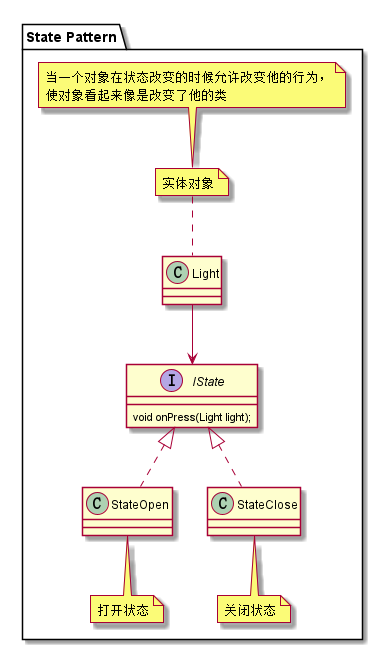 State Pattern
当一个对象在状态改变的时候允许改变他的行为，
使对象看起来像是改变了他的类
实体对象
C Light
I IState
void onPress(Light light);
C StateOpen
C StateClose
打开状态
关闭状态